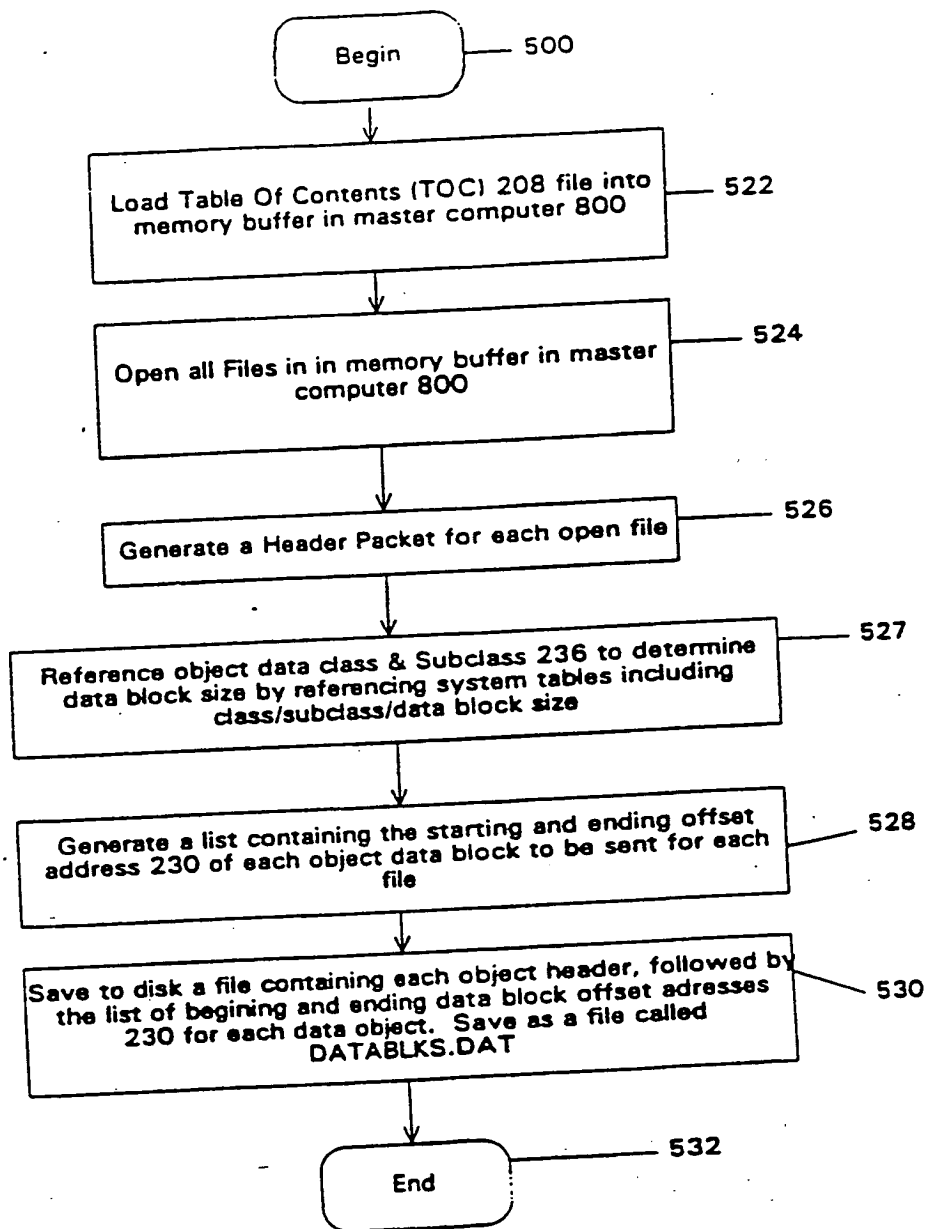 Begin
500
Load Table Of Contents (TOC) 208 file into
memory buffer in master computer 800
522
Open all Files in in memory buffer in master
computer 800
524
Generate a Header Packet for each open file
526
Reference object data class & Subclass 236 to determine
data block size by referencing system tables including
class/subclass/data block size
527
Generate a list containing the starting and ending offset
address 230 of each object data block to be sent for each
file
528
Save to disk a file containing each object header, followed by
the list of begining and ending data block offset adresses
230 for each data object. Save as a file called
DATABLKS.DAT
530
End
532